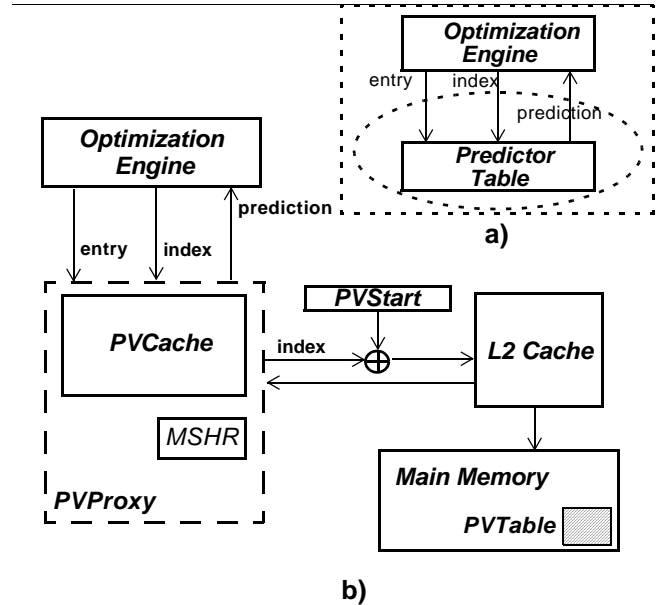 Optimization
Engine
entry
index
prediction
Predictor
Table
a)
Optimization
Engine
entry
index
prediction
PVCache
MSHR
PVProxy
index
PVStart
L2 Cache
Main Memory
PVTable
b)